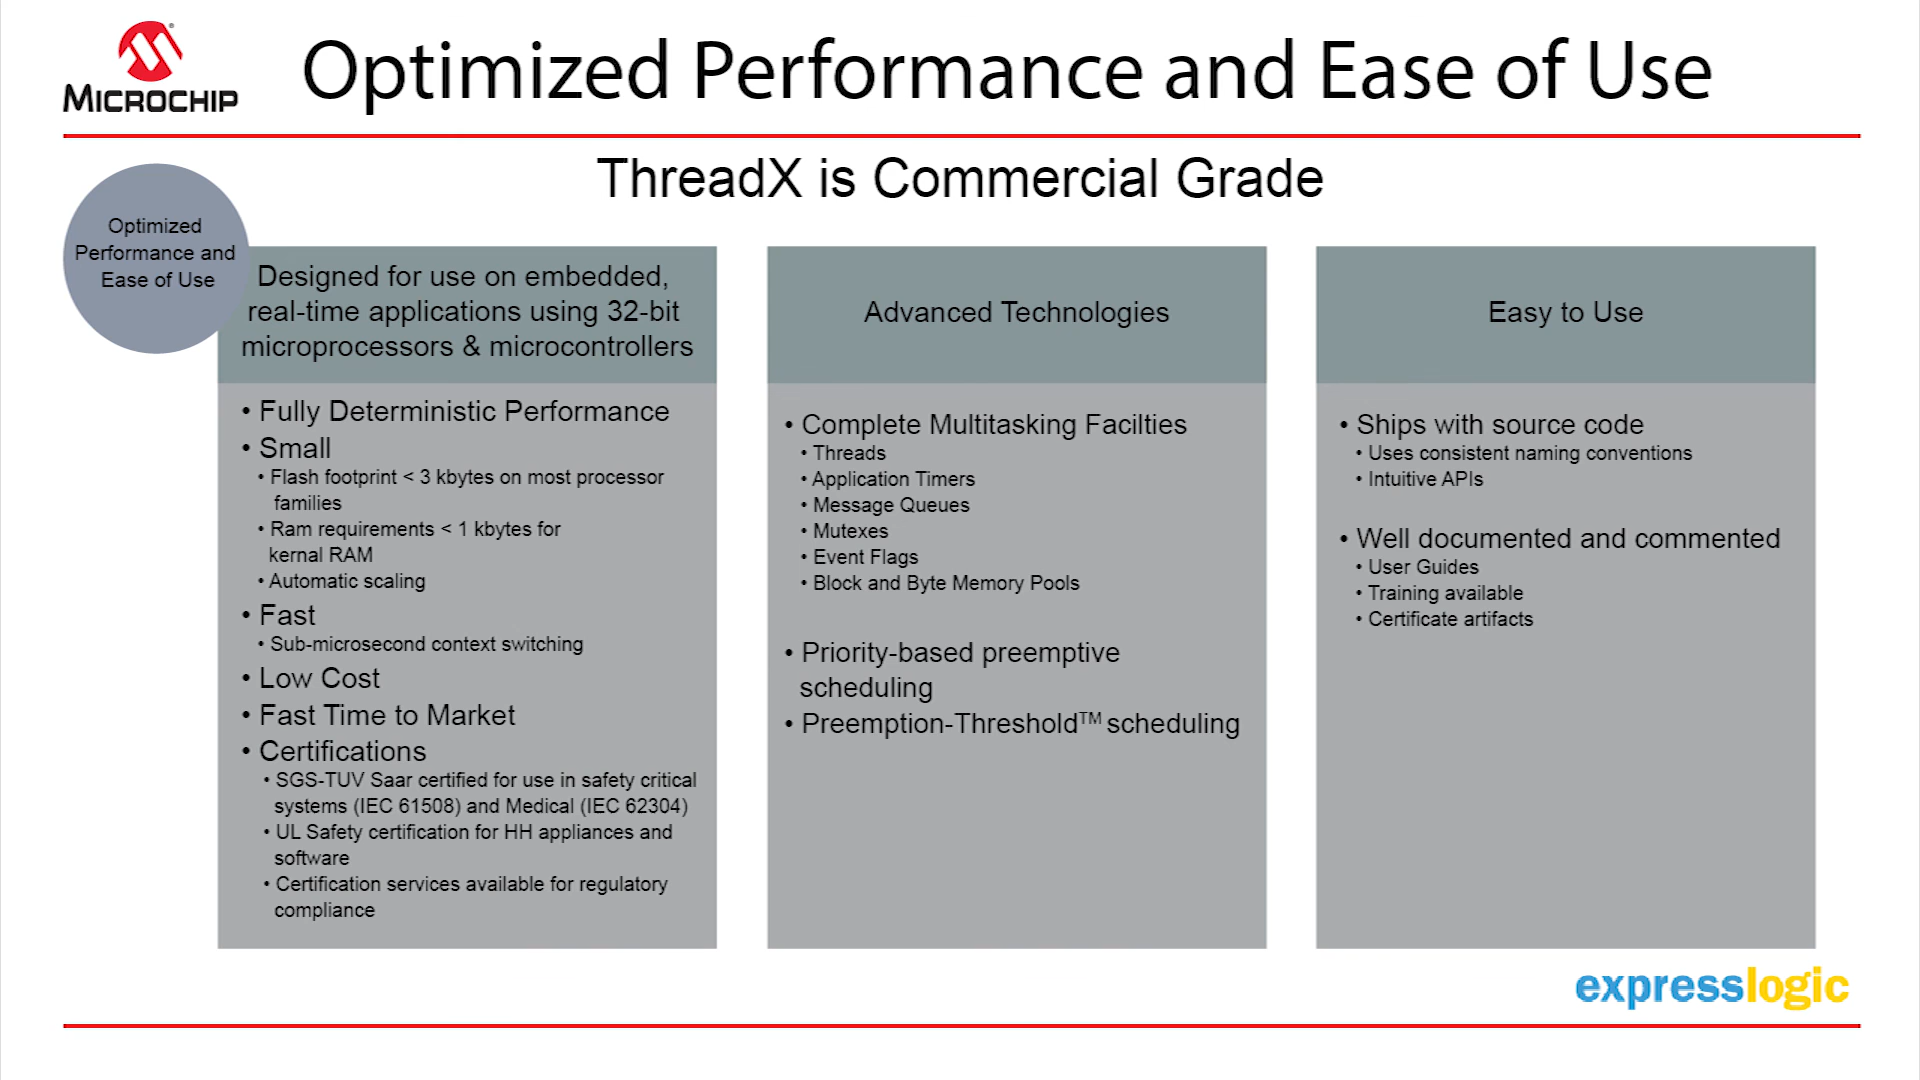 MICROCHIP
Optimized Performance and Ease of Use
ThreadX is Commercial Grade
Optimized
Performance and
Ease of Use
Designed for use on embedded,
real-time applications using 32-bit
microprocessors & microcontrollers
• Fully Deterministic Performance
• Small
• Flash footprint < 3 kbytes on most processor
families
• Ram requirements < 1 kbytes for
kernal RAM
• Automatic scaling
• Fast
• Sub-microsecond context switching
• Low Cost
• Fast Time to Market
• Certifications
• SGS-TUV Saar certified for use in safety critical
systems (IEC 61508) and Medical (IEC 62304)
• UL Safety certification for HH appliances and
software
• Certification services available for regulatory
compliance
Advanced Technologies
• Complete Multitasking Facilties
• Threads
• Application Timers
• Message Queues
• Mutexes
• Event Flags
• Block and Byte Memory Pools
• Priority-based preemptive
scheduling
• Preemption-Threshold™ scheduling
Easy to Use
• Ships with source code
• Uses consistent naming conventions
• Intuitive APIs
• Well documented and commented
• User Guides
• Training available
• Certificate artifacts
expresslogic